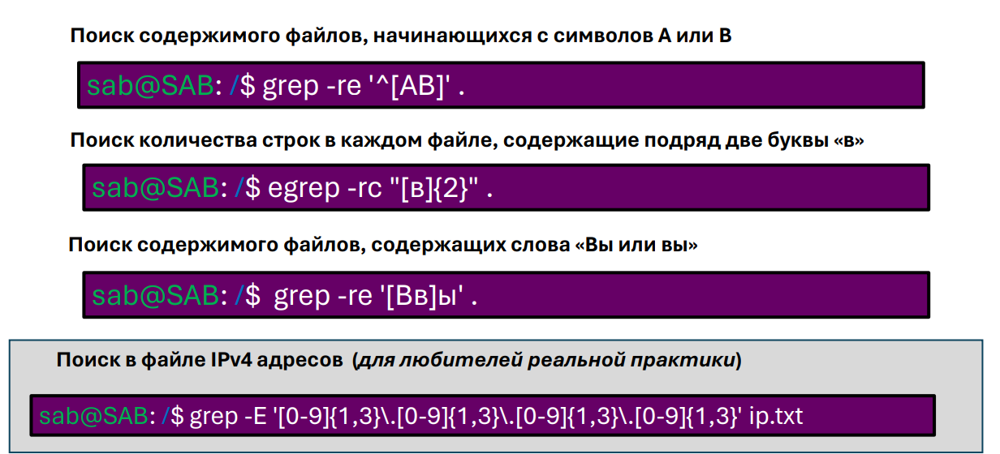 Поиск содержимого файлов, начинающихся с символов A или B
sab@SAB: /$ grep -re '^[AB]' .
Поиск количества строк в каждом файле, содержащие подряд две буквы «в»
sab@SAB: /$ egrep -rc "[в]{2}" .
Поиск содержимого файлов, содержащих слова «Вы или вы»
sab@SAB: /$ grep -re '[Вв]ы' .
Поиск в файле IPv4 адресов (для любителей реальной практики)
sab@SAB: /$ grep -E '[0-9]{1,3}\.[0-9]{1,3}\.[0-9]{1,3}\.[0-9]{1,3}' ip.txt